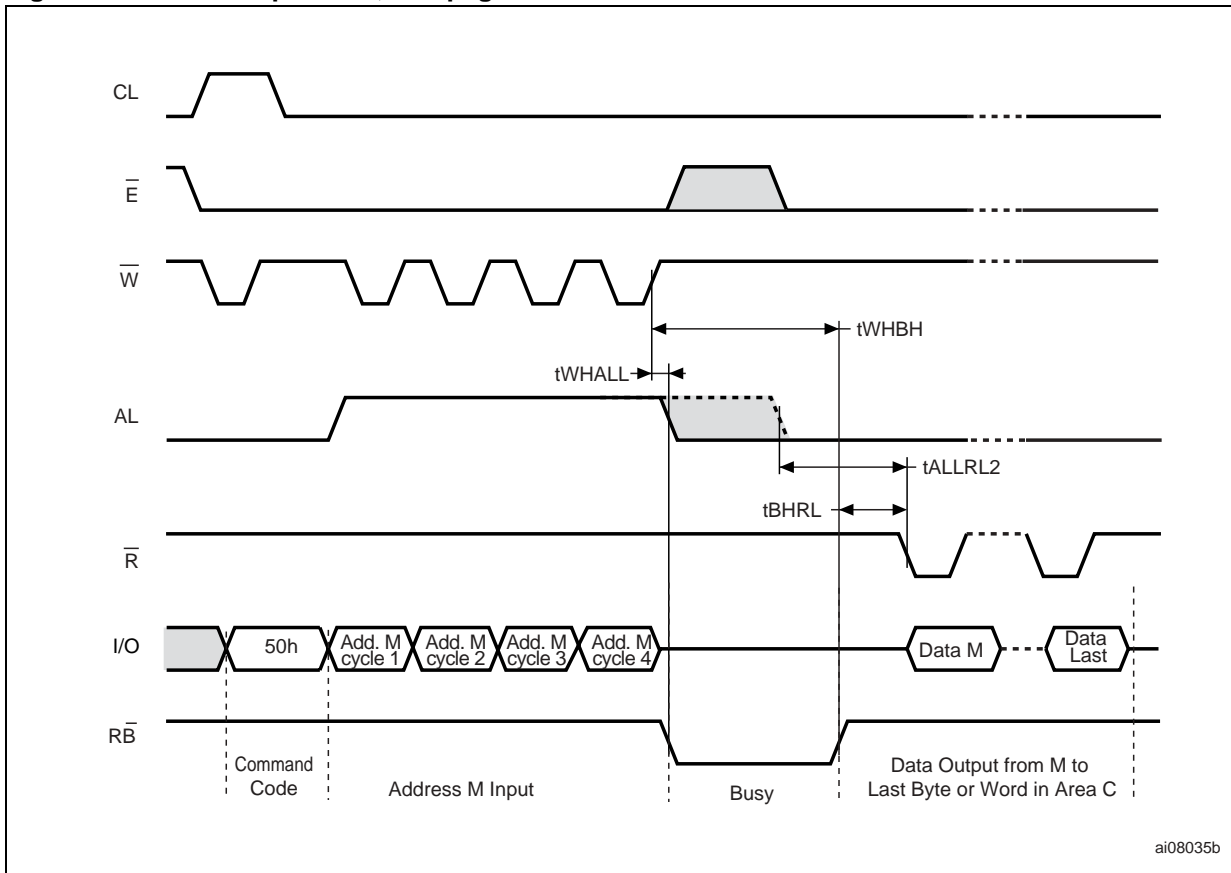 CL
E
W
tWHBH
tWHALL
AL
tALLRL2
tBHRL
R
I/O
50h
Add. M
cycle 1
Add. M
cycle 2
Add. M
cycle 3
Add. M
cycle 4
Data M
Data
Last
RB
Command
Code
Address M Input
Busy
Data Output from M to
Last Byte or Word in Area C
ai08035b